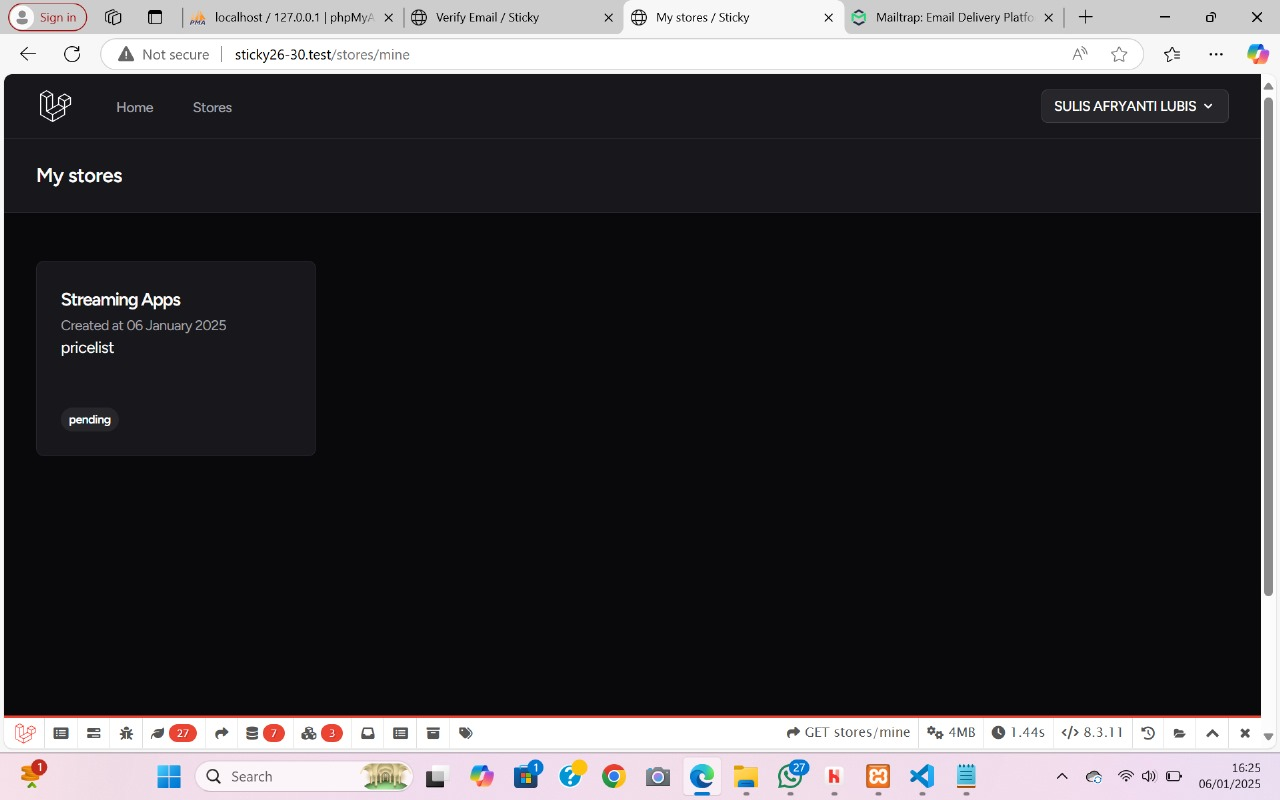 Sign in
localhost / 127.0.0.1 | phpMyA
Verify Email / Sticky
My stores / Sticky
Mailtrap: Email Delivery Platfo
Not secure
sticky26-30.test/stores/mine
Home
Stores
SULIS AFRYANTI LUBIS
My stores
Streaming Apps
Created at 06 January 2025
pricelist
pending
27
7
3
GET stores/mine
4MB
1.44s
8.3.11
1
Search
1
27
16:25
06/01/2025